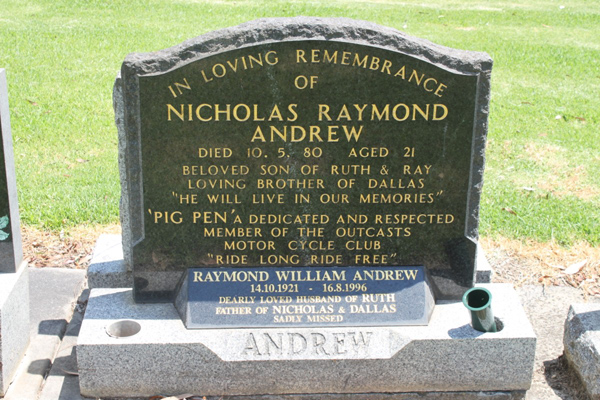 IN LOVING REMEMBRANCE
OF
NICHOLAS RAYMOND
ANDREW
DIED 10. 5. 80 AGED 21
BELOVED SON OF RUTH & RAY
LOVING BROTHER OF DALLAS
"HE WILL LIVE IN OUR MEMORIES"
'PIG PEN' A DEDICATED AND RESPECTED
MEMBER OF THE OUTCASTS
MOTOR CYCLE CLUB
"RIDE LONG RIDE FREE"
RAYMOND WILLIAM ANDREW
14.10.1921 - 16.8.1996
DEARLY LOVED HUSBAND OF RUTH
FATHER OF NICHOLAS & DALLAS
SADLY MISSED
ANDREW